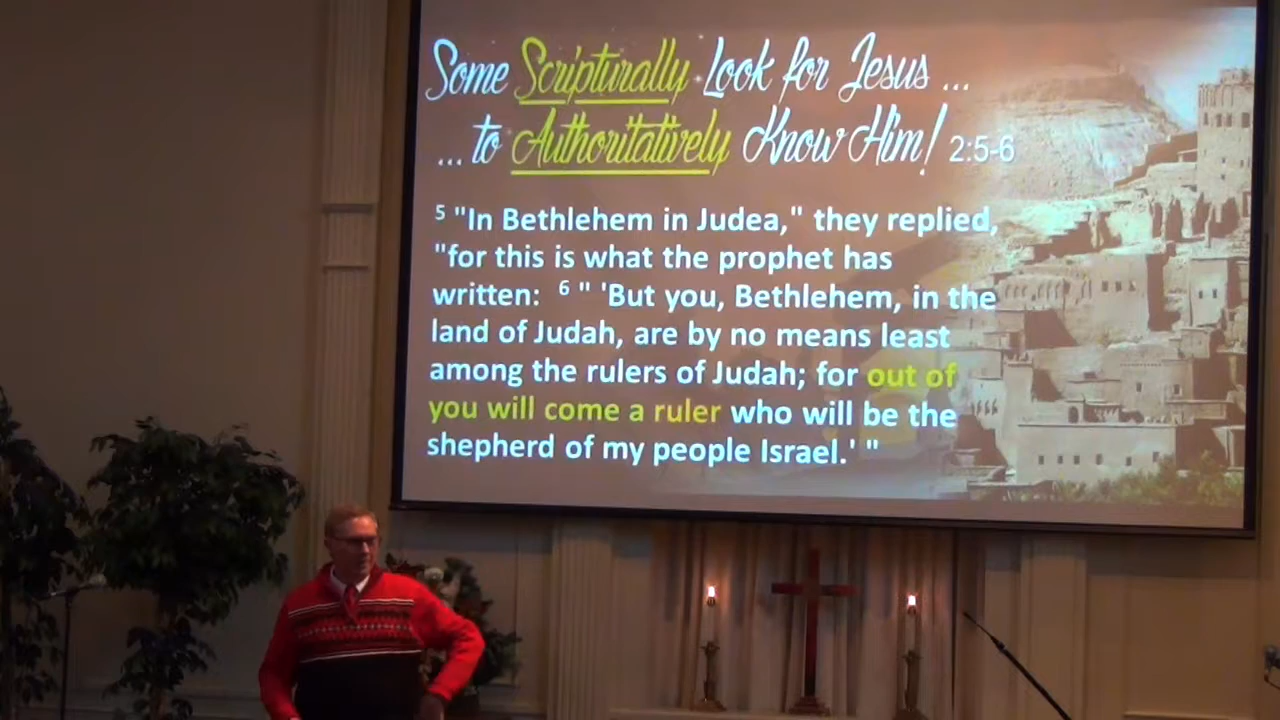 Some Scripturally Look for Jesus ...
... to Authoritatively Know Him! 2:5-6
5 "In Bethlehem in Judea," they replied,
"for this is what the prophet has
written: 6 " 'But you, Bethlehem, in the
land of Judah, are by no means least
among the rulers of Judah; for out of
you will come a ruler who will be the
shepherd of my people Israel.' "